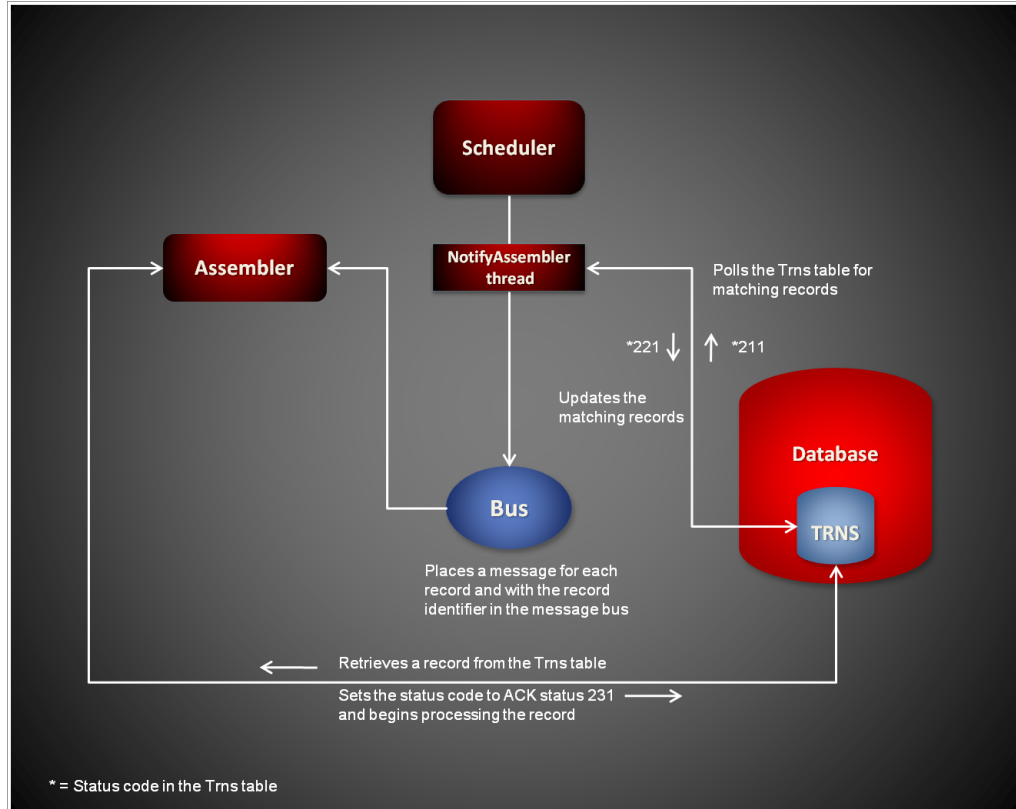 Scheduler
NotifyAssembler
thread
Assembler
Polls the Trns table for
matching records
*221
*211
Updates the
matching records
Database
TRNS
Bus
Places a message for each
record and with the record
identifier in the message bus
Retrieves a record from the Trns table
Sets the status code to ACK status 231
and begins processing the record
* = Status code in the Trns table